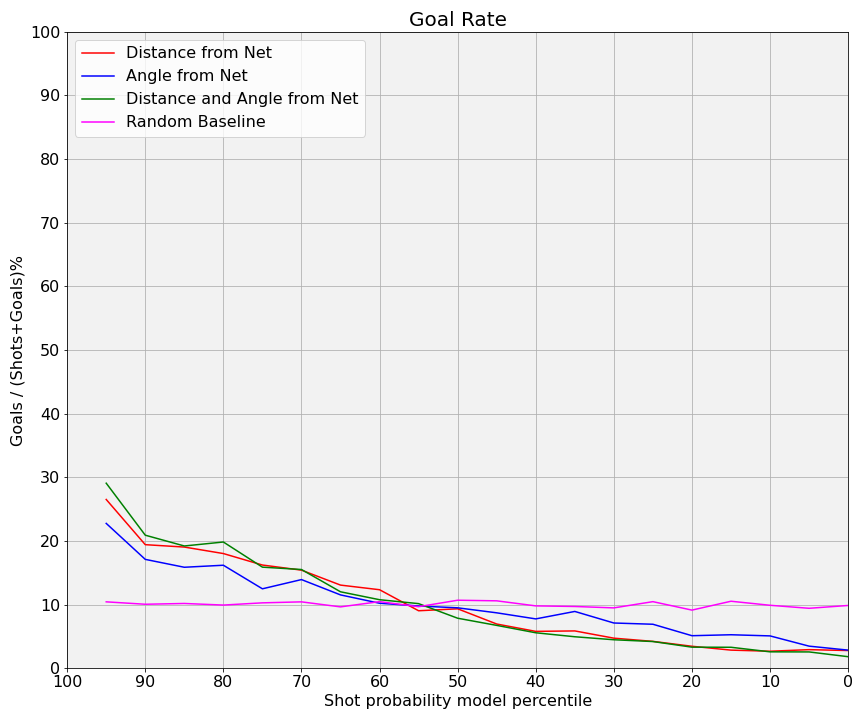 Goal Rate
Distance from Net
Angle from Net
Distance and Angle from Net
Random Baseline
Goals / (Shots+Goals)%
100
90
80
70
60
50
40
30
20
10
0
100 90 80 70 60 50 40 30 20 10 0
Shot probability model percentile